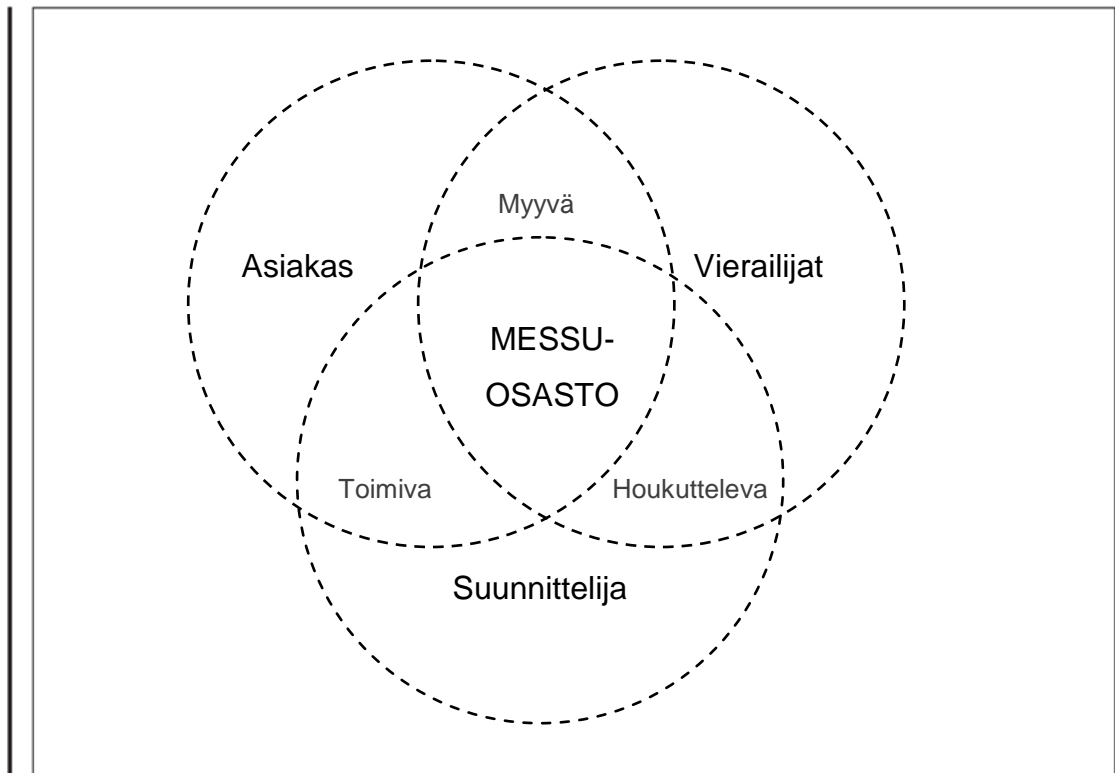 Myyvä
Asiakas
Vierailijat
MESSU-
OSASTO
Toimiva
Houkutteleva
Suunnittelija